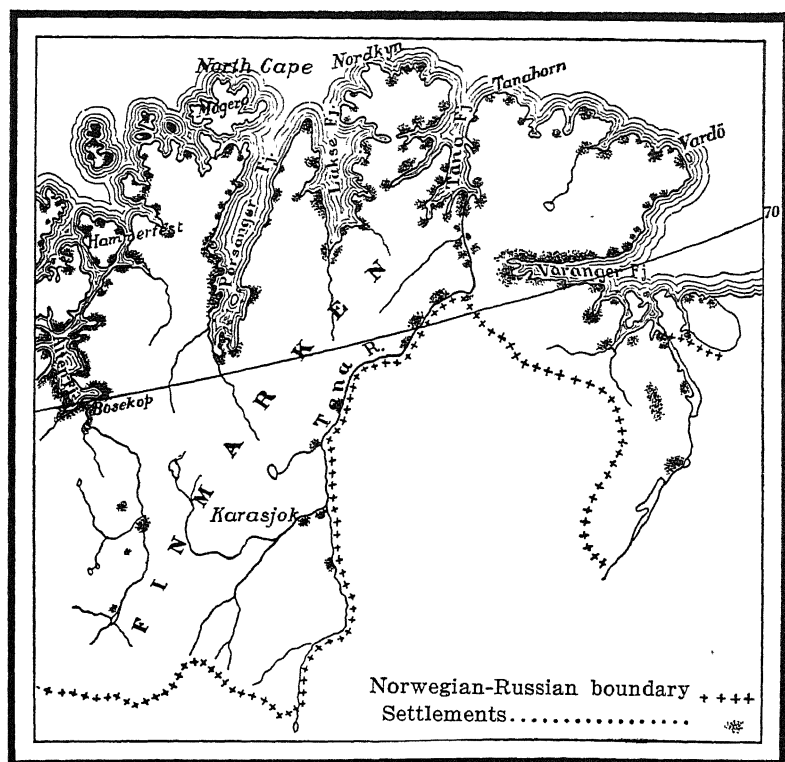 North Cape
Nordkyn
Magerö
Tanahorn
Vardö
Porsanger Fj.
Lakse Fj.
Tana Fj.
Hammerfest
70
Varanger Fj.
Bosekop
Tana R.
FINMARKEN
Karasjok
Norwegian-Russian boundary ++++
Settlements..................